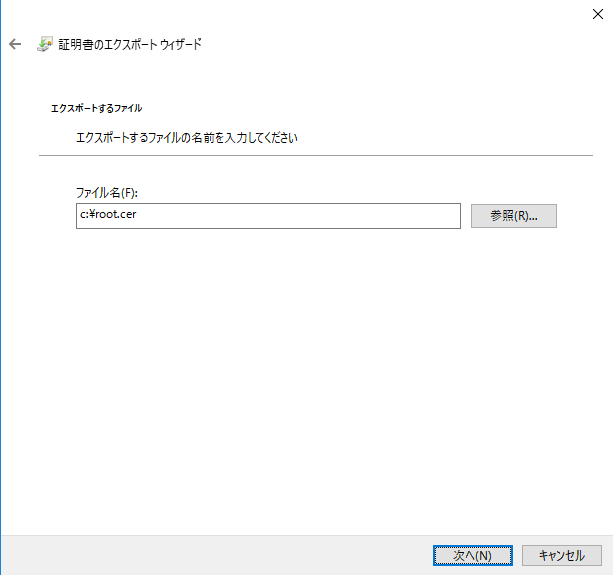 証明書のエクスポート ウィザード
エクスポートするファイル
エクスポートするファイルの名前を入力してください
ファイル名(F):
c:¥root.cer
参照(R)...
次へ(N)
キャンセル